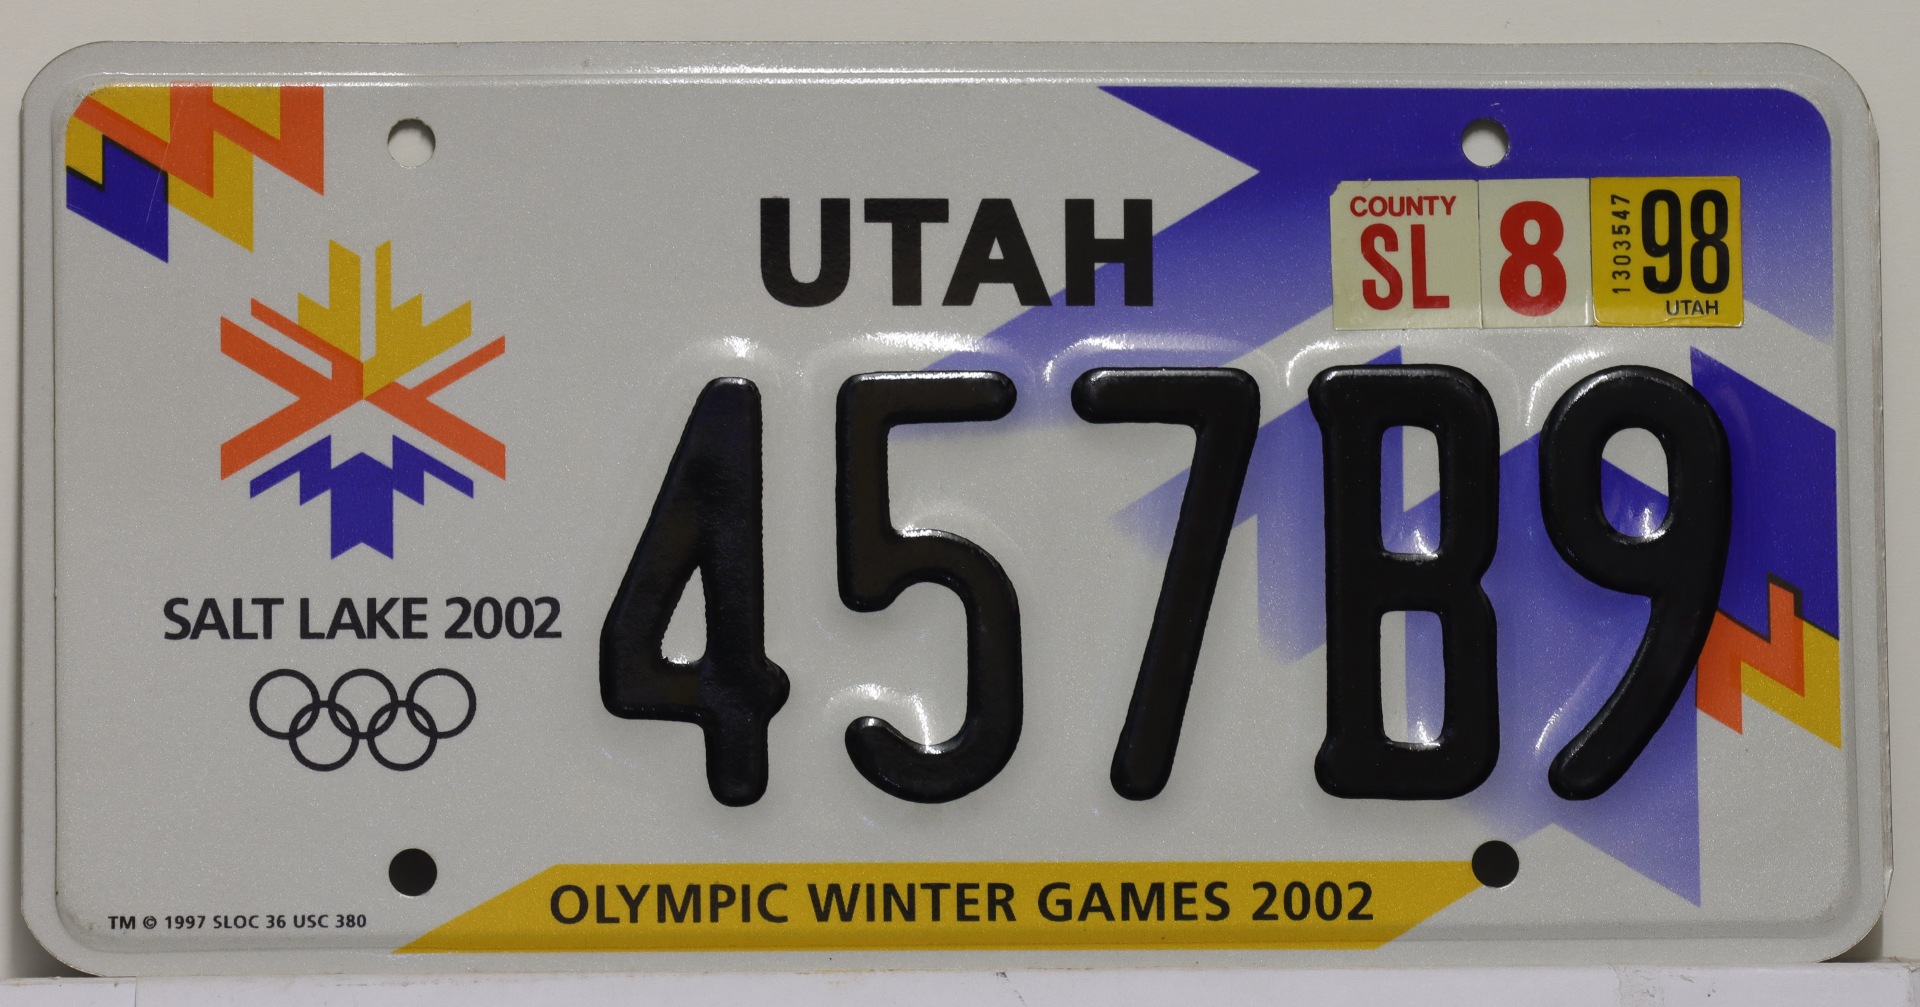 UTAH
COUNTY
SL
8
1303547
98
UTAH
457B9
SALT LAKE 2002
OLYMPIC WINTER GAMES 2002
TM © 1997 SLOC 36 USC 380